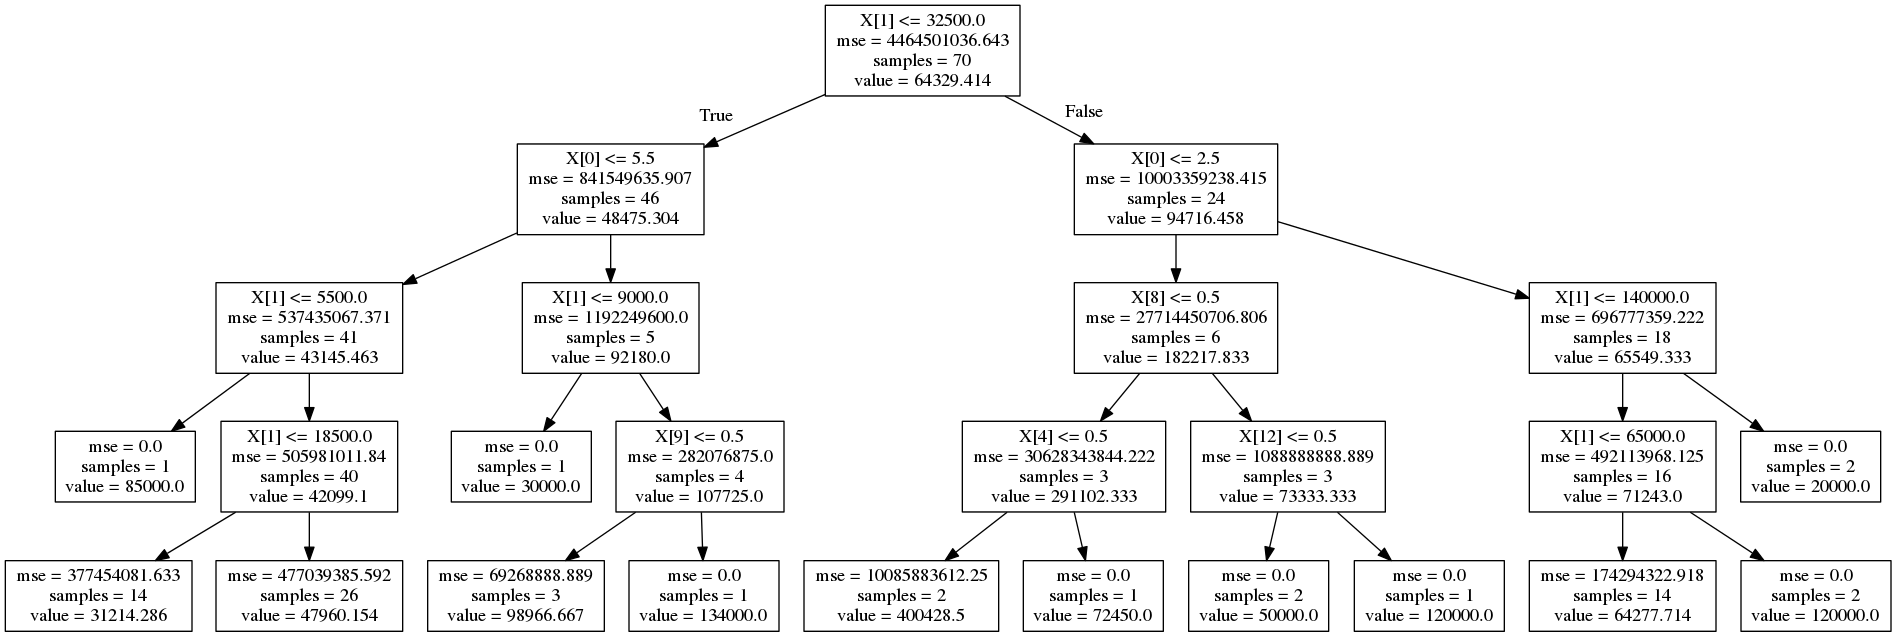 X[1] <= 32500.0
mse = 4464501036.643
samples = 70
value = 64329.414
True
False
X[0] <= 5.5
mse = 841549635.907
samples = 46
value = 48475.304
X[0] <= 2.5
mse = 10003359238.415
samples = 24
value = 94716.458
X[1] <= 5500.0
mse = 537435067.371
samples = 41
value = 43145.463
X[1] <= 9000.0
mse = 1192249600.0
samples = 5
value = 92180.0
X[8] <= 0.5
mse = 27714450706.806
samples = 6
value = 182217.833
X[1] <= 140000.0
mse = 696777359.222
samples = 18
value = 65549.333
mse = 0.0
samples = 1
value = 85000.0
X[1] <= 18500.0
mse = 505981011.84
samples = 40
value = 42099.1
mse = 0.0
samples = 1
value = 30000.0
X[9] <= 0.5
mse = 282076875.0
samples = 4
value = 107725.0
X[4] <= 0.5
mse = 30628343844.222
samples = 3
value = 291102.333
X[12] <= 0.5
mse = 1088888888.889
samples = 3
value = 73333.333
X[1] <= 65000.0
mse = 492113968.125
samples = 16
value = 71243.0
mse = 0.0
samples = 2
value = 20000.0
mse = 377454081.633
samples = 14
value = 31214.286
mse = 477039385.592
samples = 26
value = 47960.154
mse = 69268888.889
samples = 3
value = 98966.667
mse = 0.0
samples = 1
value = 134000.0
mse = 10085883612.25
samples = 2
value = 400428.5
mse = 0.0
samples = 1
value = 72450.0
mse = 0.0
samples = 2
value = 50000.0
mse = 0.0
samples = 1
value = 120000.0
mse = 174294322.918
samples = 14
value = 64277.714
mse = 0.0
samples = 2
value = 120000.0